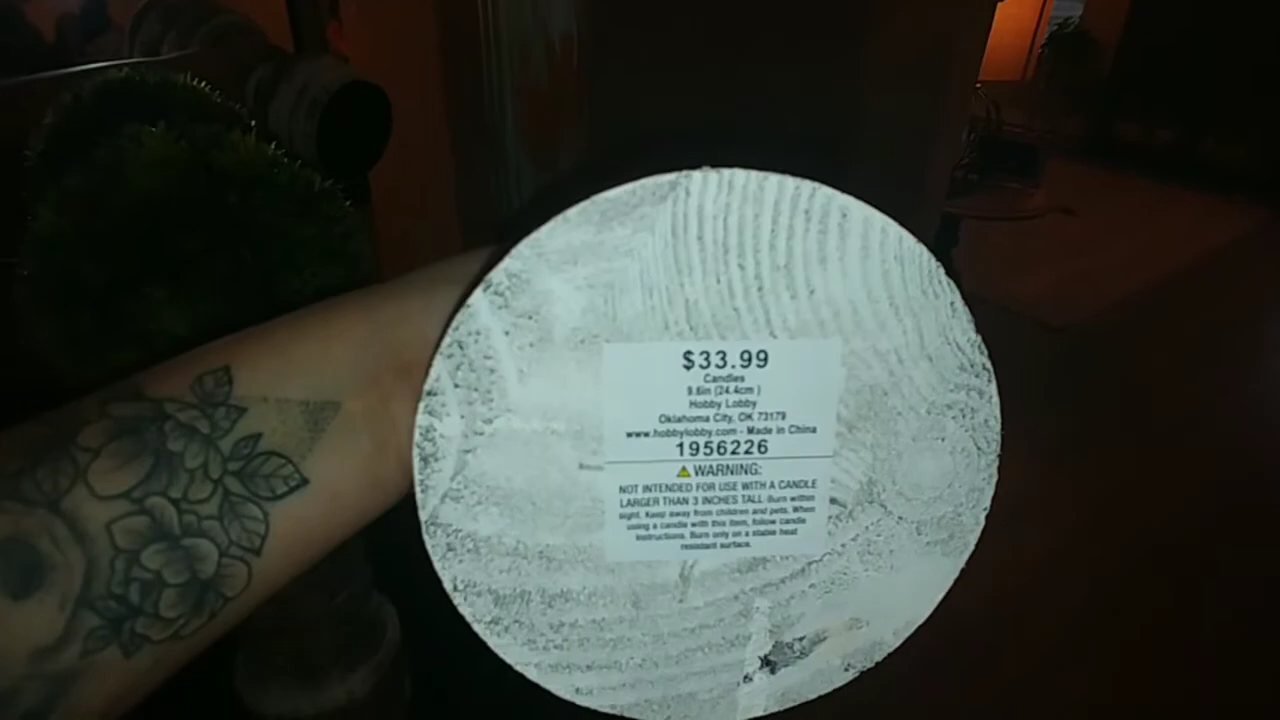 $33.99
Candles
9.6in (24.4cm )
Hobby Lobby
Oklahoma City, OK 73179
www.hobbylobby.com - Made in China
1956226
WARNING:
NOT INTENDED FOR USE WITH A CANDLE
LARGER THAN 3 INCHES TALL. Burn within
sight. Keep away from children and pets. When
using a candle with this item, follow candle
instructions. Burn only on a stable heat
resistant surface.